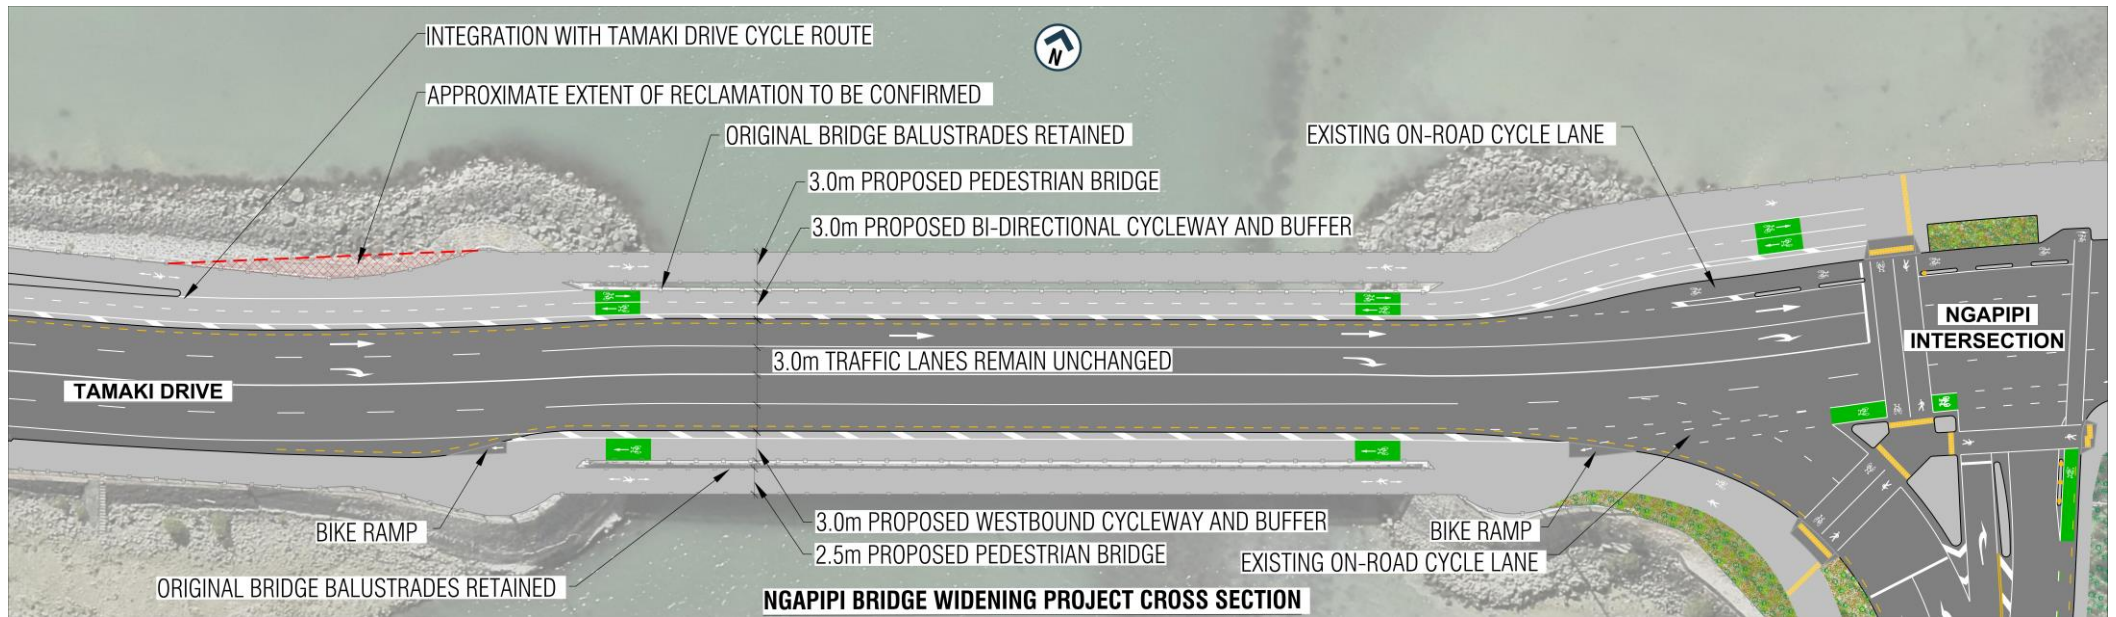 INTEGRATION WITH TAMAKI DRIVE CYCLE ROUTE
N
APPROXIMATE EXTENT OF RECLAMATION TO BE CONFIRMED
ORIGINAL BRIDGE BALUSTRADES RETAINED
EXISTING ON-ROAD CYCLE LANE
3.0m PROPOSED PEDESTRIAN BRIDGE
3.0m PROPOSED BI-DIRECTIONAL CYCLEWAY AND BUFFER
NGAPIPI
INTERSECTION
3.0m TRAFFIC LANES REMAIN UNCHANGED
TAMAKI DRIVE
BIKE RAMP
3.0m PROPOSED WESTBOUND CYCLEWAY AND BUFFER
BIKE RAMP
2.5m PROPOSED PEDESTRIAN BRIDGE
EXISTING ON-ROAD CYCLE LANE
ORIGINAL BRIDGE BALUSTRADES RETAINED
NGAPIPI BRIDGE WIDENING PROJECT CROSS SECTION